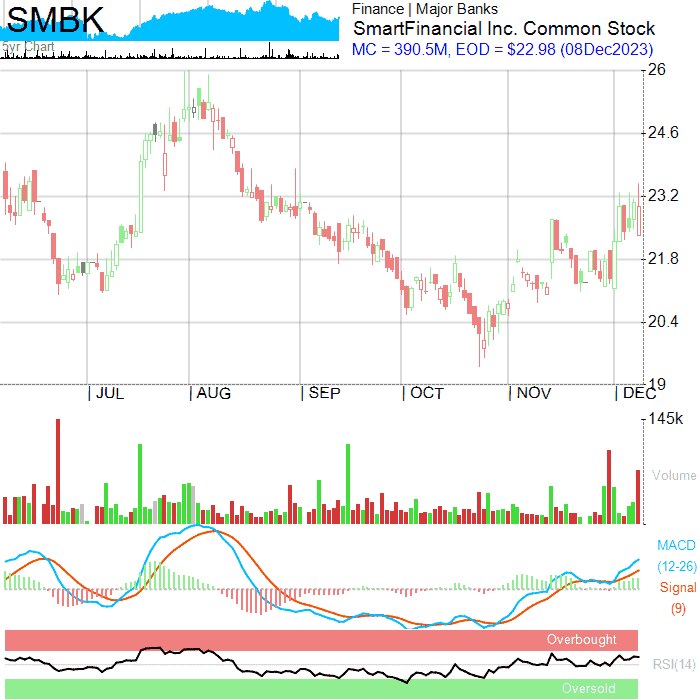 SMBK
5yr Chart
Finance | Major Banks
SmartFinancial Inc. Common Stock
MC = 390.5M, EOD = $22.98 (08Dec2023)
26
24.6
23.2
21.8
20.4
19
JUL AUG SEP OCT NOV DEC
145k
Volume
MACD
(12-26)
Signal
(9)
Overbought
RSI(14)
Oversold